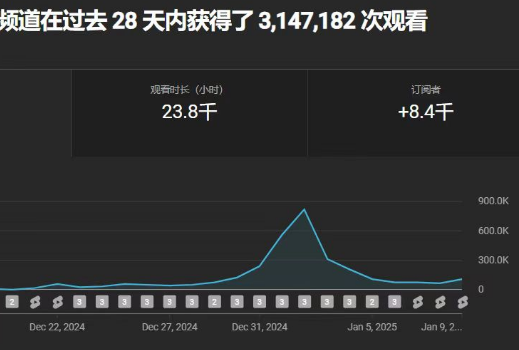 频道在过去 28 天内获得了 3,147,182 次观看
观看时长（小时）
23.8千
订阅者
+8.4千
900.0K
600.0K
300.0K
0
2 3 3 3 3 3 3 2 3 3 3 3 3 3 2 3
Dec 22, 2024 Dec 27, 2024 Dec 31, 2024 Jan 5, 2025 Jan 9, 2...